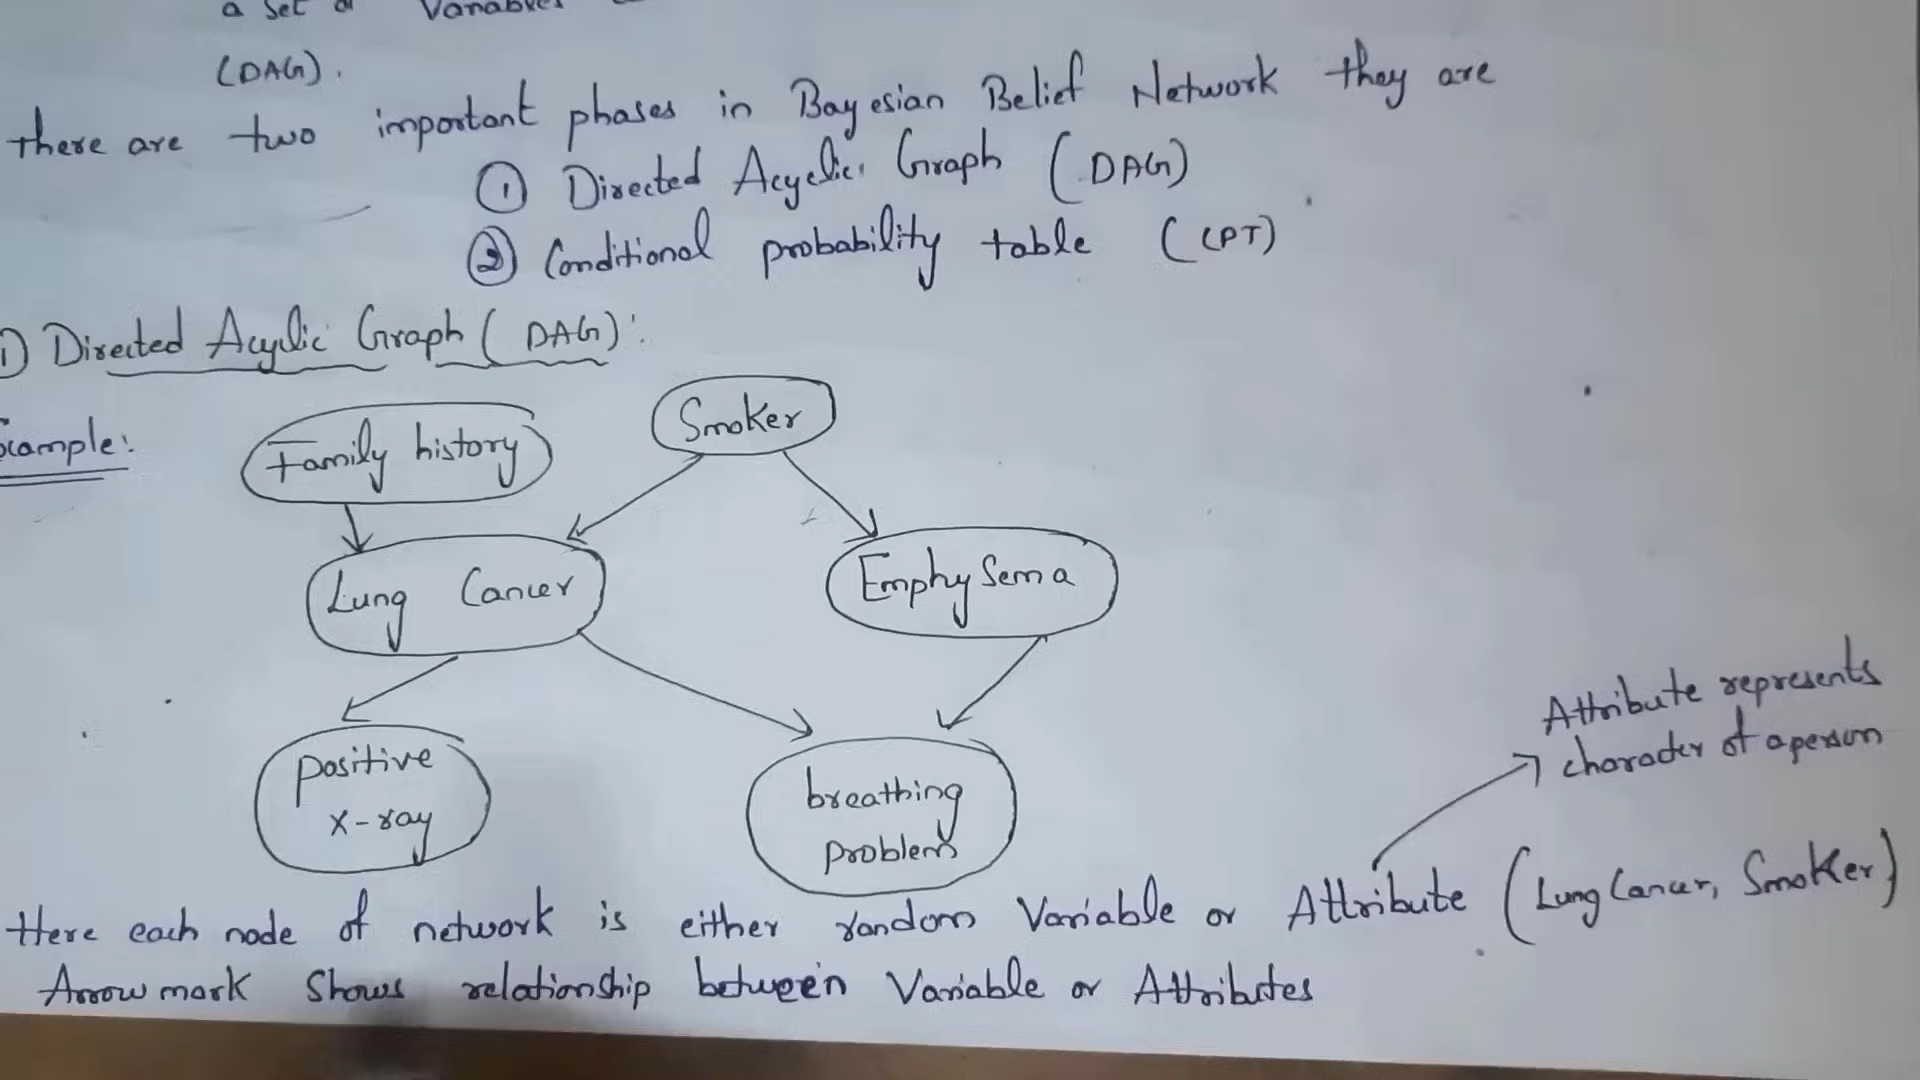 a set of Variables
(DAG).
there are two important phases in Bayesian Belief Network they are
① Directed Acyclic Graph (DAG)
② Conditional probability table (CPT)
1) Directed Acyclic Graph (DAG):
Example:
Family history
Smoker
Lung Cancer
Emphysema
positive
x-ray
breathing
problem
Attribute represents
character of a person
Here each node of network is either random Variable or Attribute (Lung Cancer, Smoker)
Arrow mark Shows relationship between Variable or Attributes